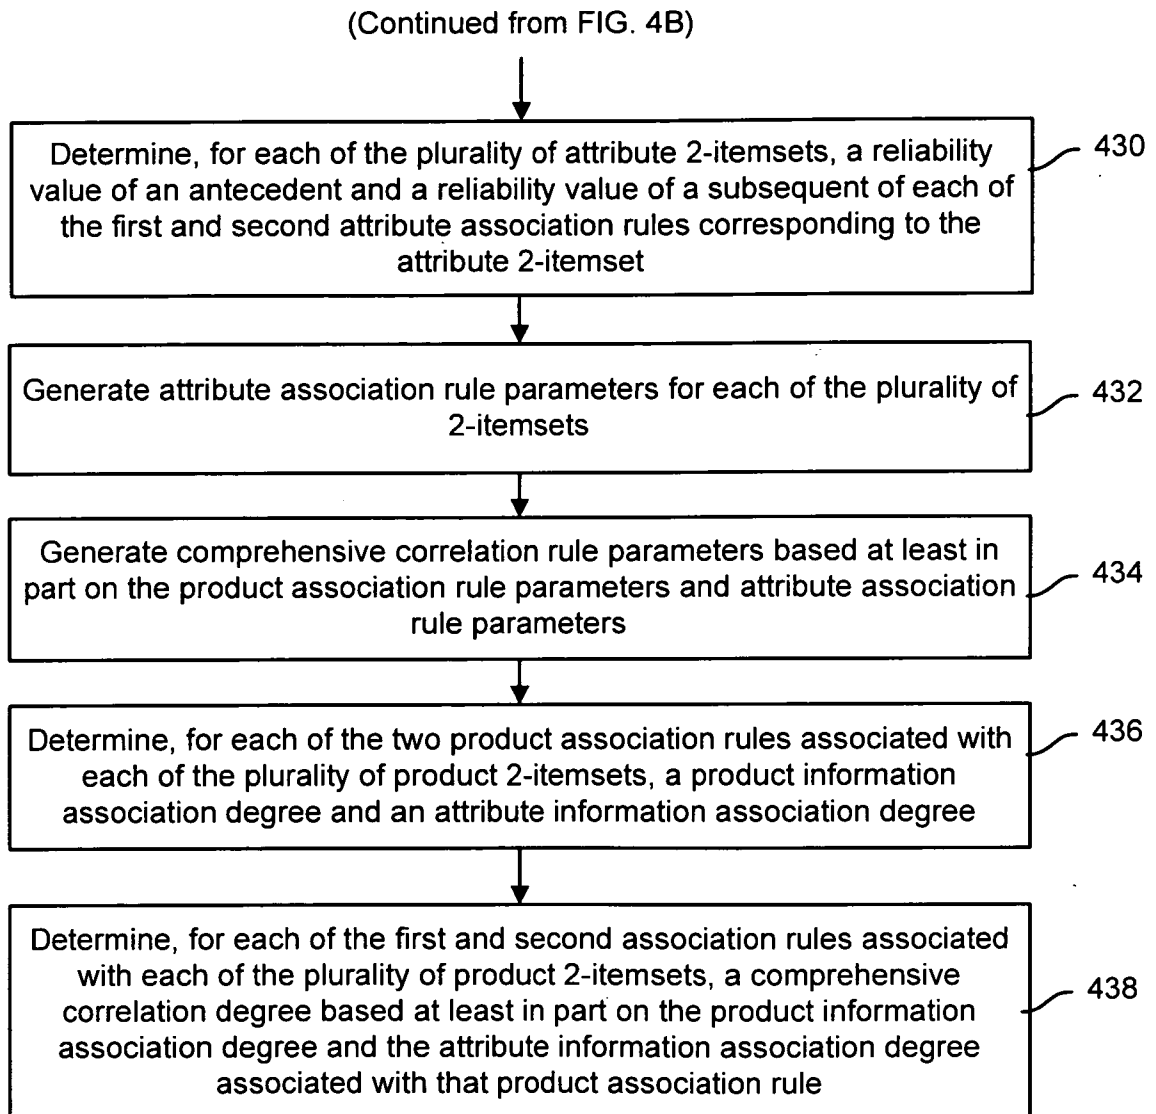 (Continued from FIG. 4B)
Determine, for each of the plurality of attribute 2-itemsets, a reliability
value of an antecedent and a reliability value of a subsequent of each of
the first and second attribute association rules corresponding to the
attribute 2-itemset
430
Generate attribute association rule parameters for each of the plurality of
2-itemsets
432
Generate comprehensive correlation rule parameters based at least in
part on the product association rule parameters and attribute association
rule parameters
434
Determine, for each of the two product association rules associated with
each of the plurality of product 2-itemsets, a product information
association degree and an attribute information association degree
436
Determine, for each of the first and second association rules associated
with each of the plurality of product 2-itemsets, a comprehensive
correlation degree based at least in part on the product information
association degree and the attribute information association degree
associated with that product association rule
438